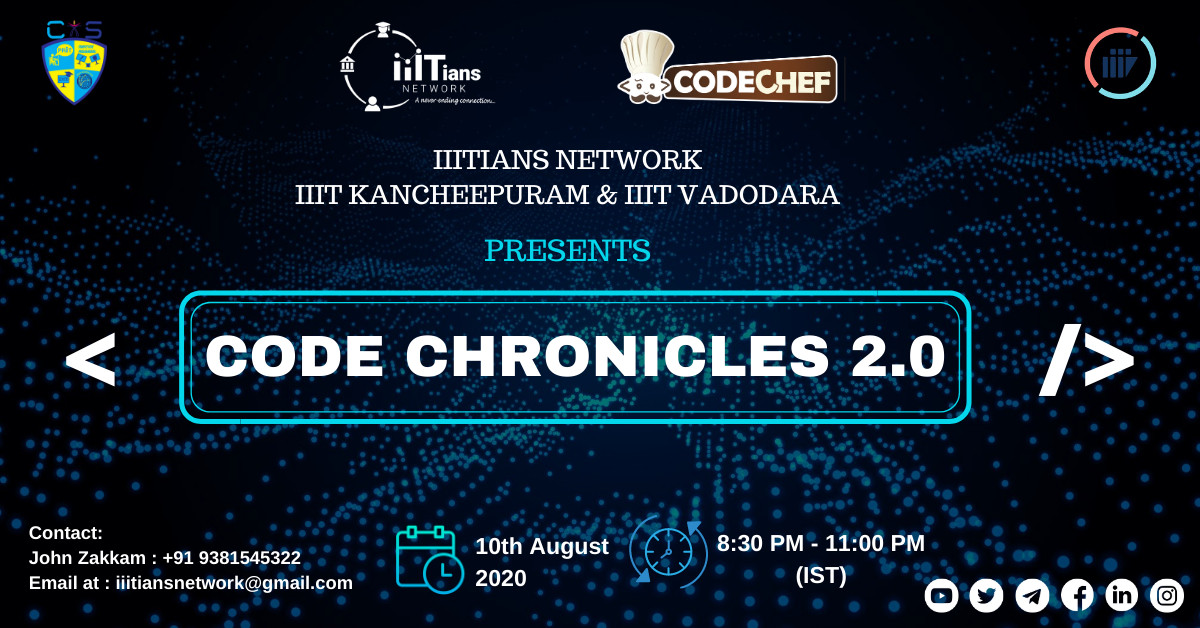 C S
iiITians
NETWORK
A never ending connection...
CODECHEF
IIITIANS NETWORK
IIIT KANCHEEPURAM & IIIT VADODARA
PRESENTS
< CODE CHRONICLES 2.0 />
Contact:
John Zakkam : +91 9381545322
Email at : iiitiansnetwork@gmail.com
10th August
2020
8:30 PM - 11:00 PM
(IST)